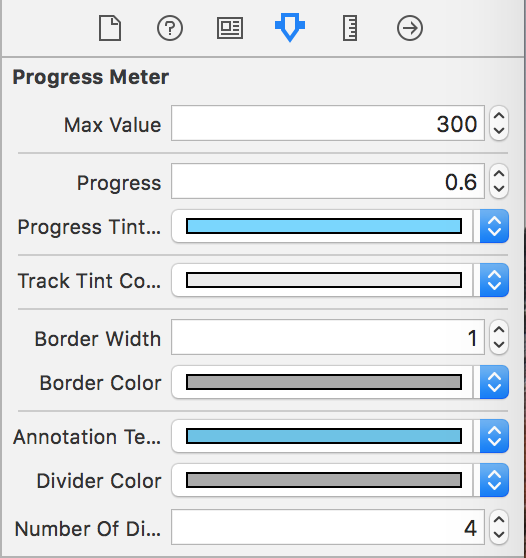 Progress Meter
Max Value 300
Progress 0.6
Progress Tint...
Track Tint Co...
Border Width 1
Border Color
Annotation Te...
Divider Color
Number Of Di... 4